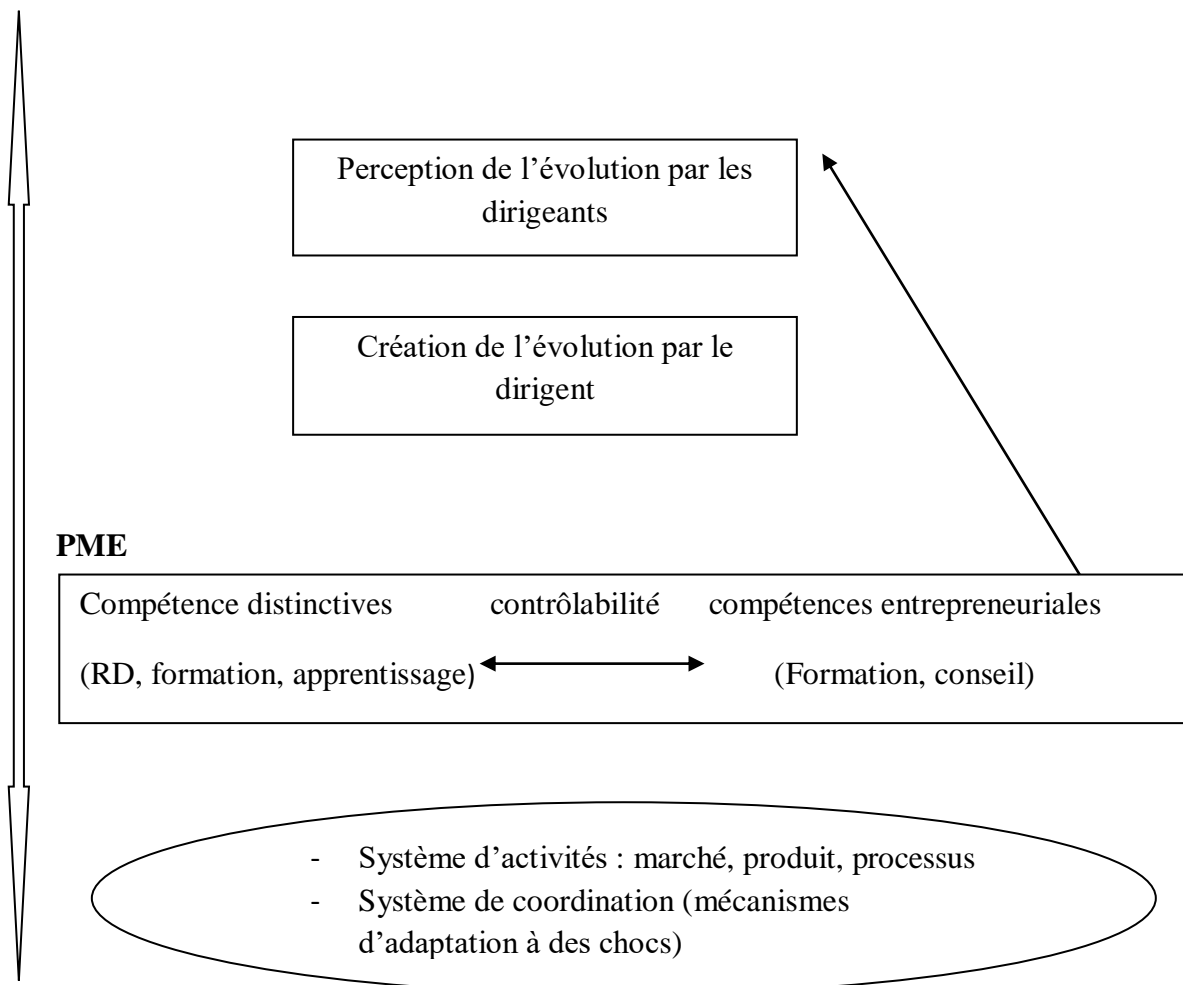 Perception de l’évolution par les
dirigeants
Création de l’évolution par le
dirigent
PME
Compétence distinctives contrôlabilité compétences entrepreneuriales
(RD, formation, apprentissage) (Formation, conseil)
- Système d’activités : marché, produit, processus
- Système de coordination (mécanismes
d’adaptation à des chocs)